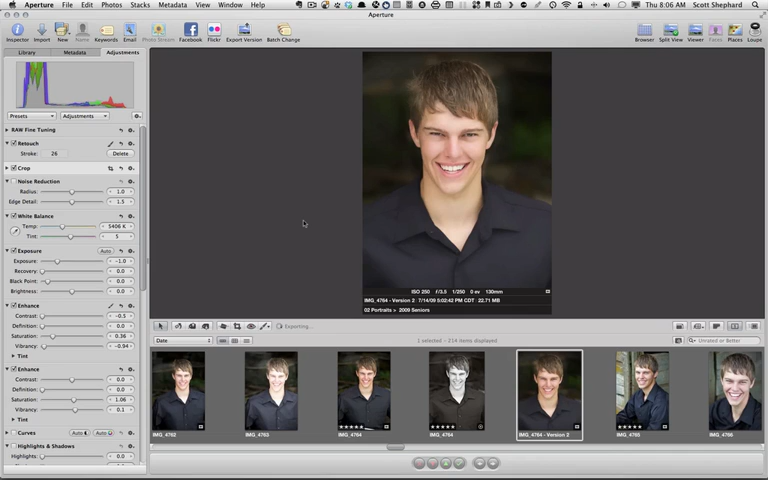 Aperture File Edit Photos Stacks Metadata View Window Help
Thu 8:06 AM Scott Shephard
Aperture
Inspector Import New Keywords Email Photo Stream Facebook Flickr Export Version Batch Change
Browser Split View Viewer Faces Places Loupe
Library Metadata Adjustments
Presets Adjustments
RAW Fine Tuning
Retouch
Stroke: 26 Delete
Crop
Noise Reduction
Radius: 1.0
Edge Detail: 1.5
White Balance
Temp: 5406 K
Tint: 5
Exposure Auto
Exposure: -1.0
Recovery: 0.0
Black Point: 0.0
Brightness: 0.0
Enhance
Contrast: -0.5
Definition: 0.0
Saturation: 0.36
Vibrancy: -0.94
Tint
Enhance
Contrast: 0.0
Definition: 0.0
Saturation: 1.06
Vibrancy: 0.1
Tint
Curves Auto Auto
Highlights & Shadows
Highlights: 0.0
ISO 250 f/3.5 1/250 0 ev 130mm
IMG_4764 - Version 2 7/14/09 5:02:42 PM CDT 22.71 MB
02 Portraits > 2009 Seniors
Exporting...
Date
1 selected - 214 items displayed
Unrated or Better
IMG_4762 IMG_4763 IMG_4764 IMG_4764 IMG_4764 - Version 2 IMG_4765 IMG_4766